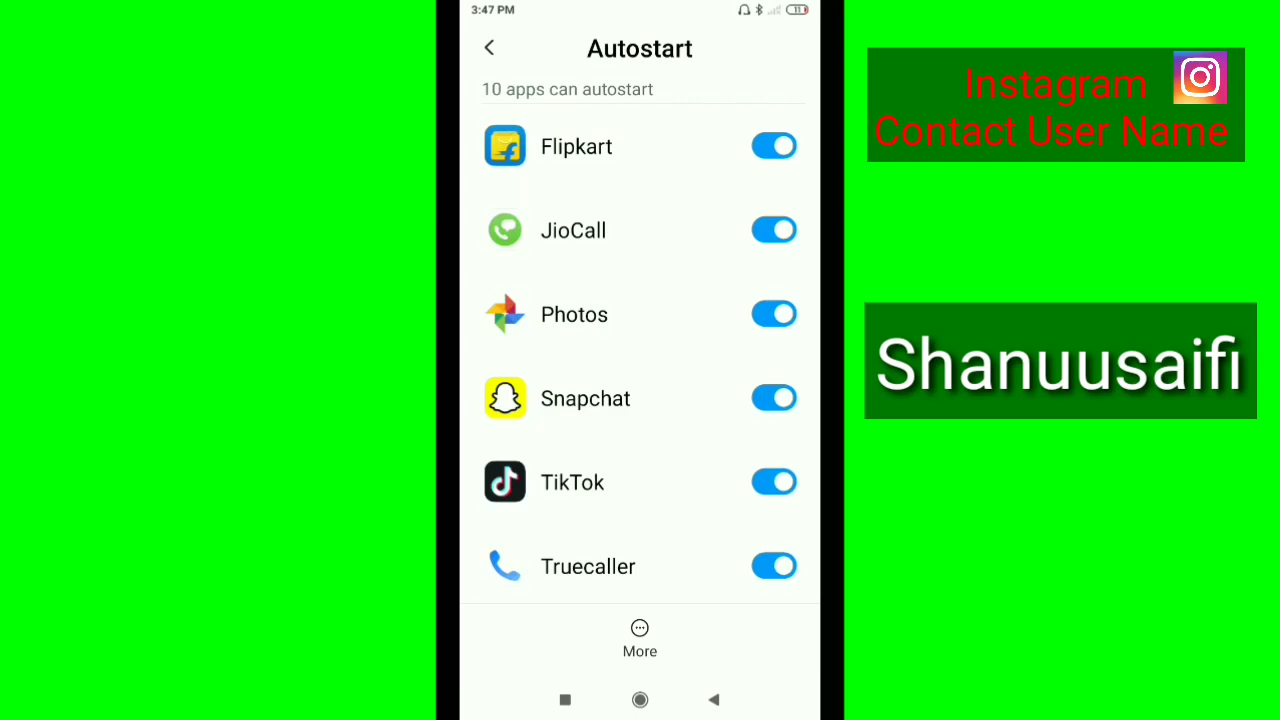 3:47 PM
11
Autostart
10 apps can autostart
Flipkart
JioCall
Photos
Snapchat
TikTok
Truecaller
More
Instagram
Contact User Name
Shanuusaifi